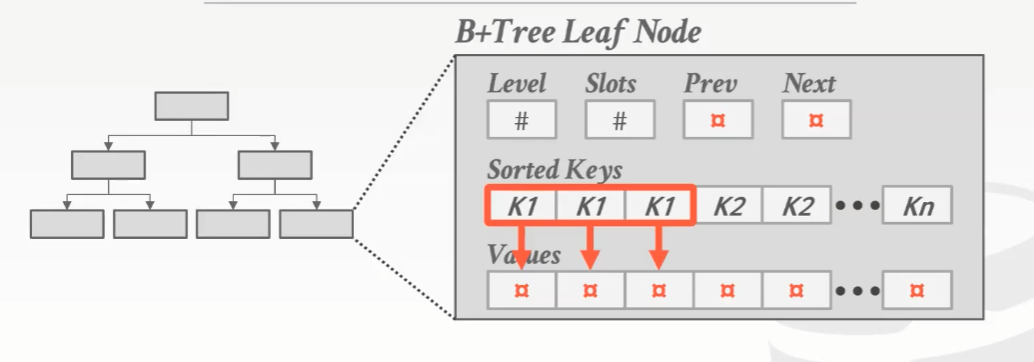 B+Tree Leaf Node
Level Slots Prev Next
# # ¤ ¤
Sorted Keys
K1 K1 K1 K2 K2 ••• Kn
Values
¤ ¤ ¤ ¤ ¤ ••• ¤